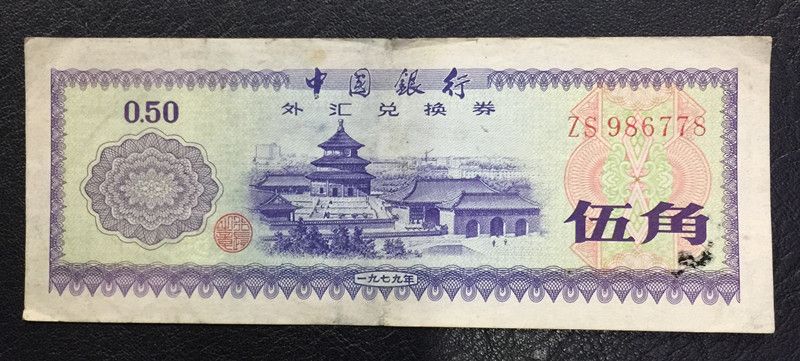 中国银行
外汇兑换券
0.50
ZS 986778
伍角
一九七九年